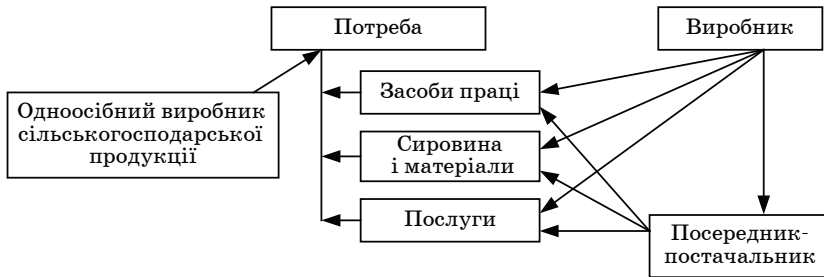 Потреба
Виробник
Засоби праці
Одноосібний виробник
сільськогосподарської
продукції
Сировина
і матеріали
Послуги
Посередник-
постачальник